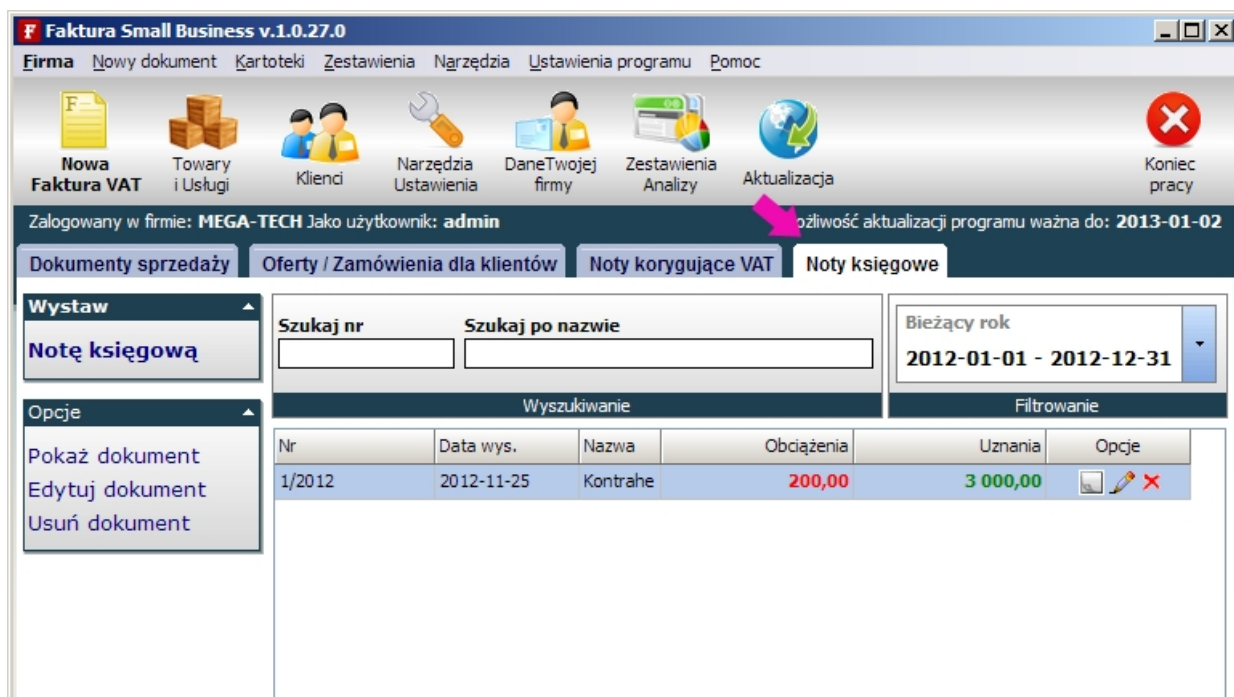 Faktura Small Business v.1.0.27.0
Firma Nowy dokument Kartoteki Zestawienia Narzędzia Ustawienia programu Pomoc
Nowa Faktura VAT
Towary i Usługi
Klienci
Narzędzia Ustawienia
DaneTwojej firmy
Zestawienia Analizy
Aktualizacja
Koniec pracy
Zalogowany w firmie: MEGA-TECH Jako użytkownik: admin
aktualizacji programu ważna do: 2013-01-02
Dokumenty sprzedaży
Oferty / Zamówienia dla klientów
Noty korygujące VAT
Noty księgowe
Wystaw
Notę księgową
Opcje
Pokaż dokument
Edytuj dokument
Usuń dokument
Szukaj nr Szukaj po nazwie
Wyszukiwanie
Bieżący rok
2012-01-01 - 2012-12-31
Filtrowanie
Nr Data wys. Nazwa Obciążenia Uznania Opcje
1/2012 2012-11-25 Kontrahe 200,00 3 000,00